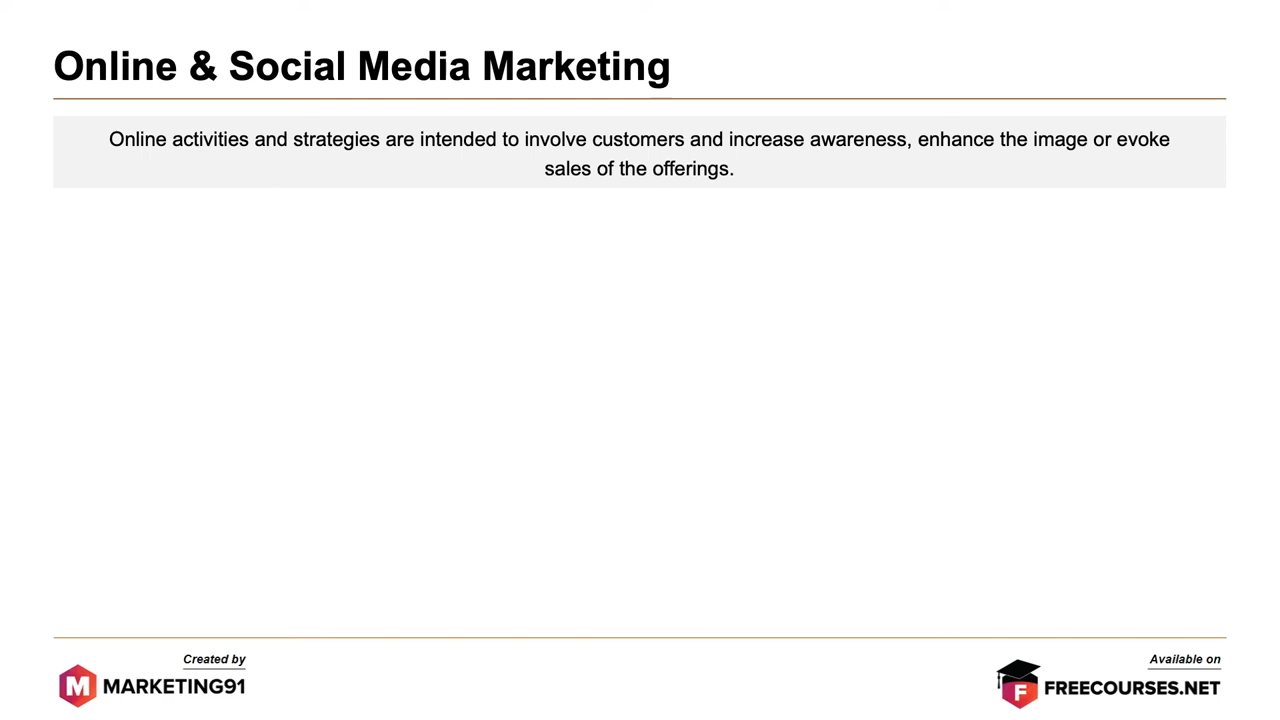 Online & Social Media Marketing
Online activities and strategies are intended to involve customers and increase awareness, enhance the image or evoke
sales of the offerings.
Created by
M MARKETING91
Available on
F FREECOURSES.NET